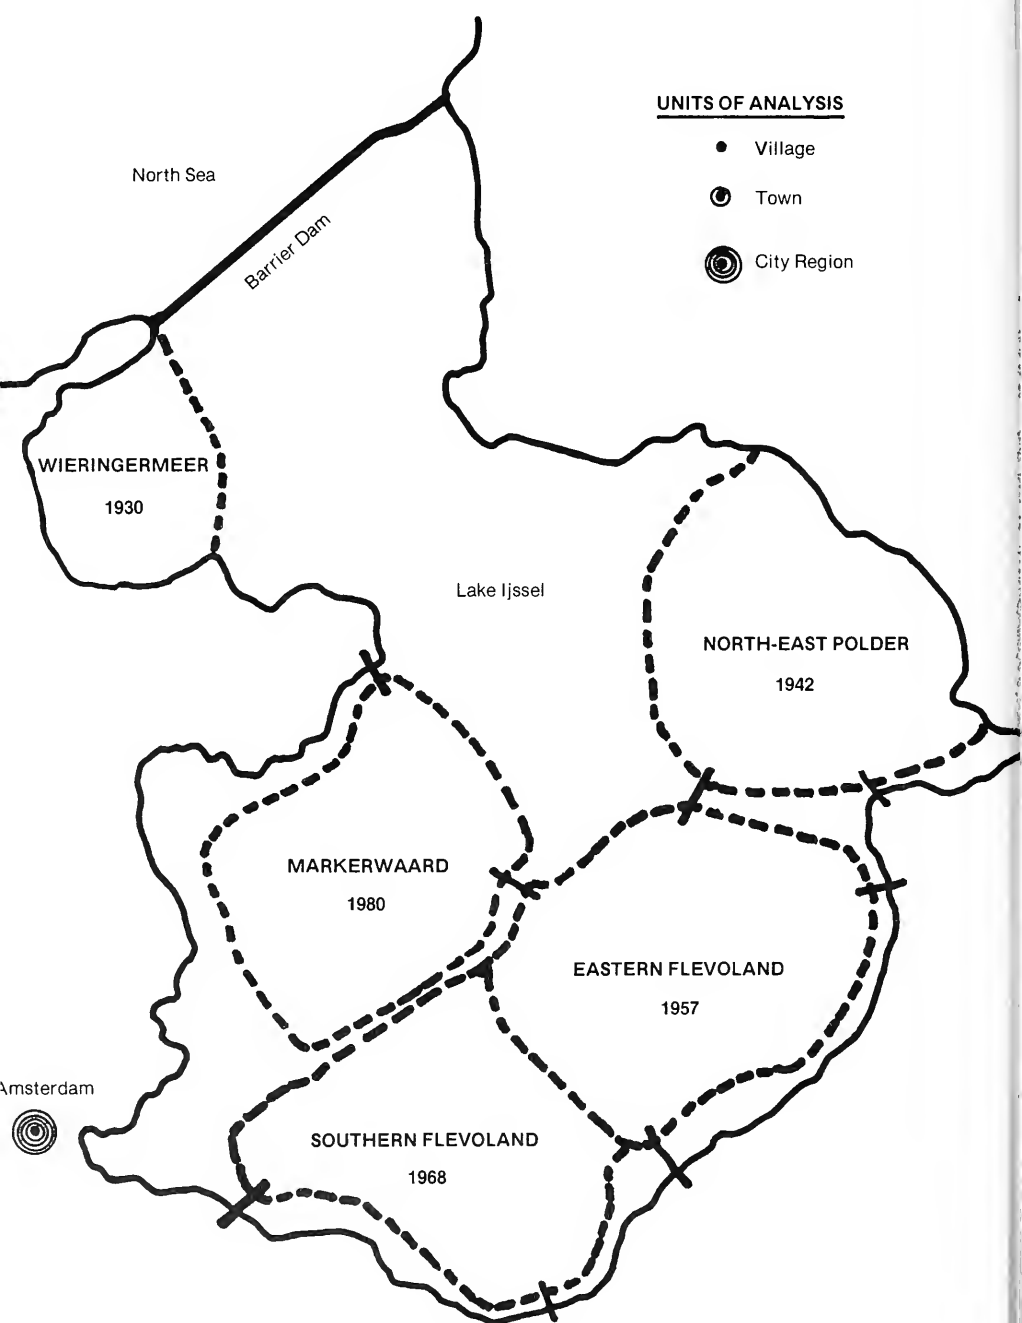 UNITS OF ANALYSIS
Village
Town
City Region
North Sea
Barrier Dam
WIERINGERMEER
1930
Lake Ijssel
NORTH-EAST POLDER
1942
MARKERWAARD
1980
EASTERN FLEVOLAND
1957
Amsterdam
SOUTHERN FLEVOLAND
1968